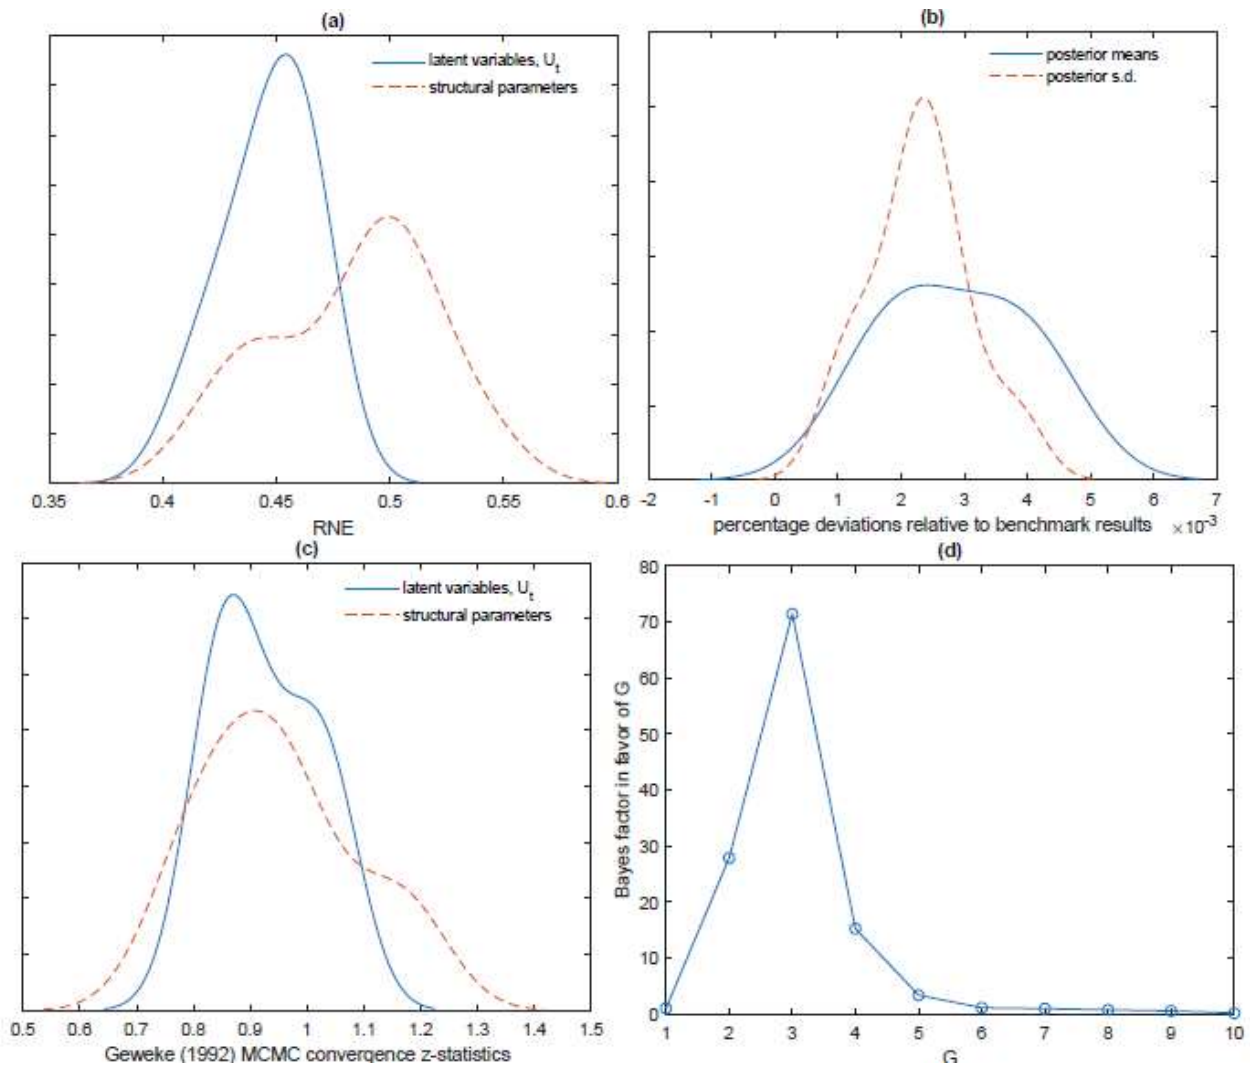 (a)
latent variables, U_t
structural parameters
0.35 0.4 0.45 0.5 0.55 0.6
RNE
(b)
posterior means
posterior s.d.
-2 -1 0 1 2 3 4 5 6 7
percentage deviations relative to benchmark results ×10^-3
(c)
latent variables, U_t
structural parameters
0.5 0.6 0.7 0.8 0.9 1 1.1 1.2 1.3 1.4 1.5
Geweke (1992) MCMC convergence z-statistics
(d)
80
70
60
50
40
30
20
10
0
Bayes factor in favor of G
1 2 3 4 5 6 7 8 9 10
G